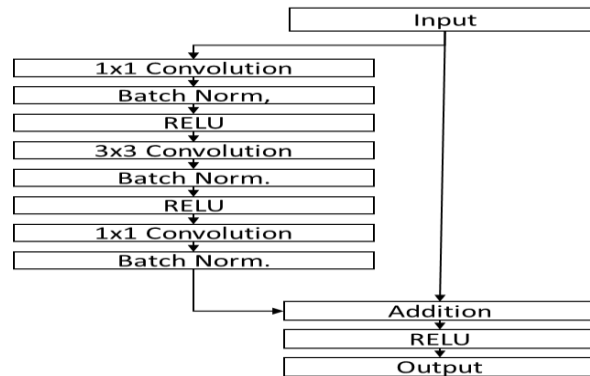 Input
1x1 Convolution
Batch Norm,
RELU
3x3 Convolution
Batch Norm.
RELU
1x1 Convolution
Batch Norm.
Addition
RELU
Output